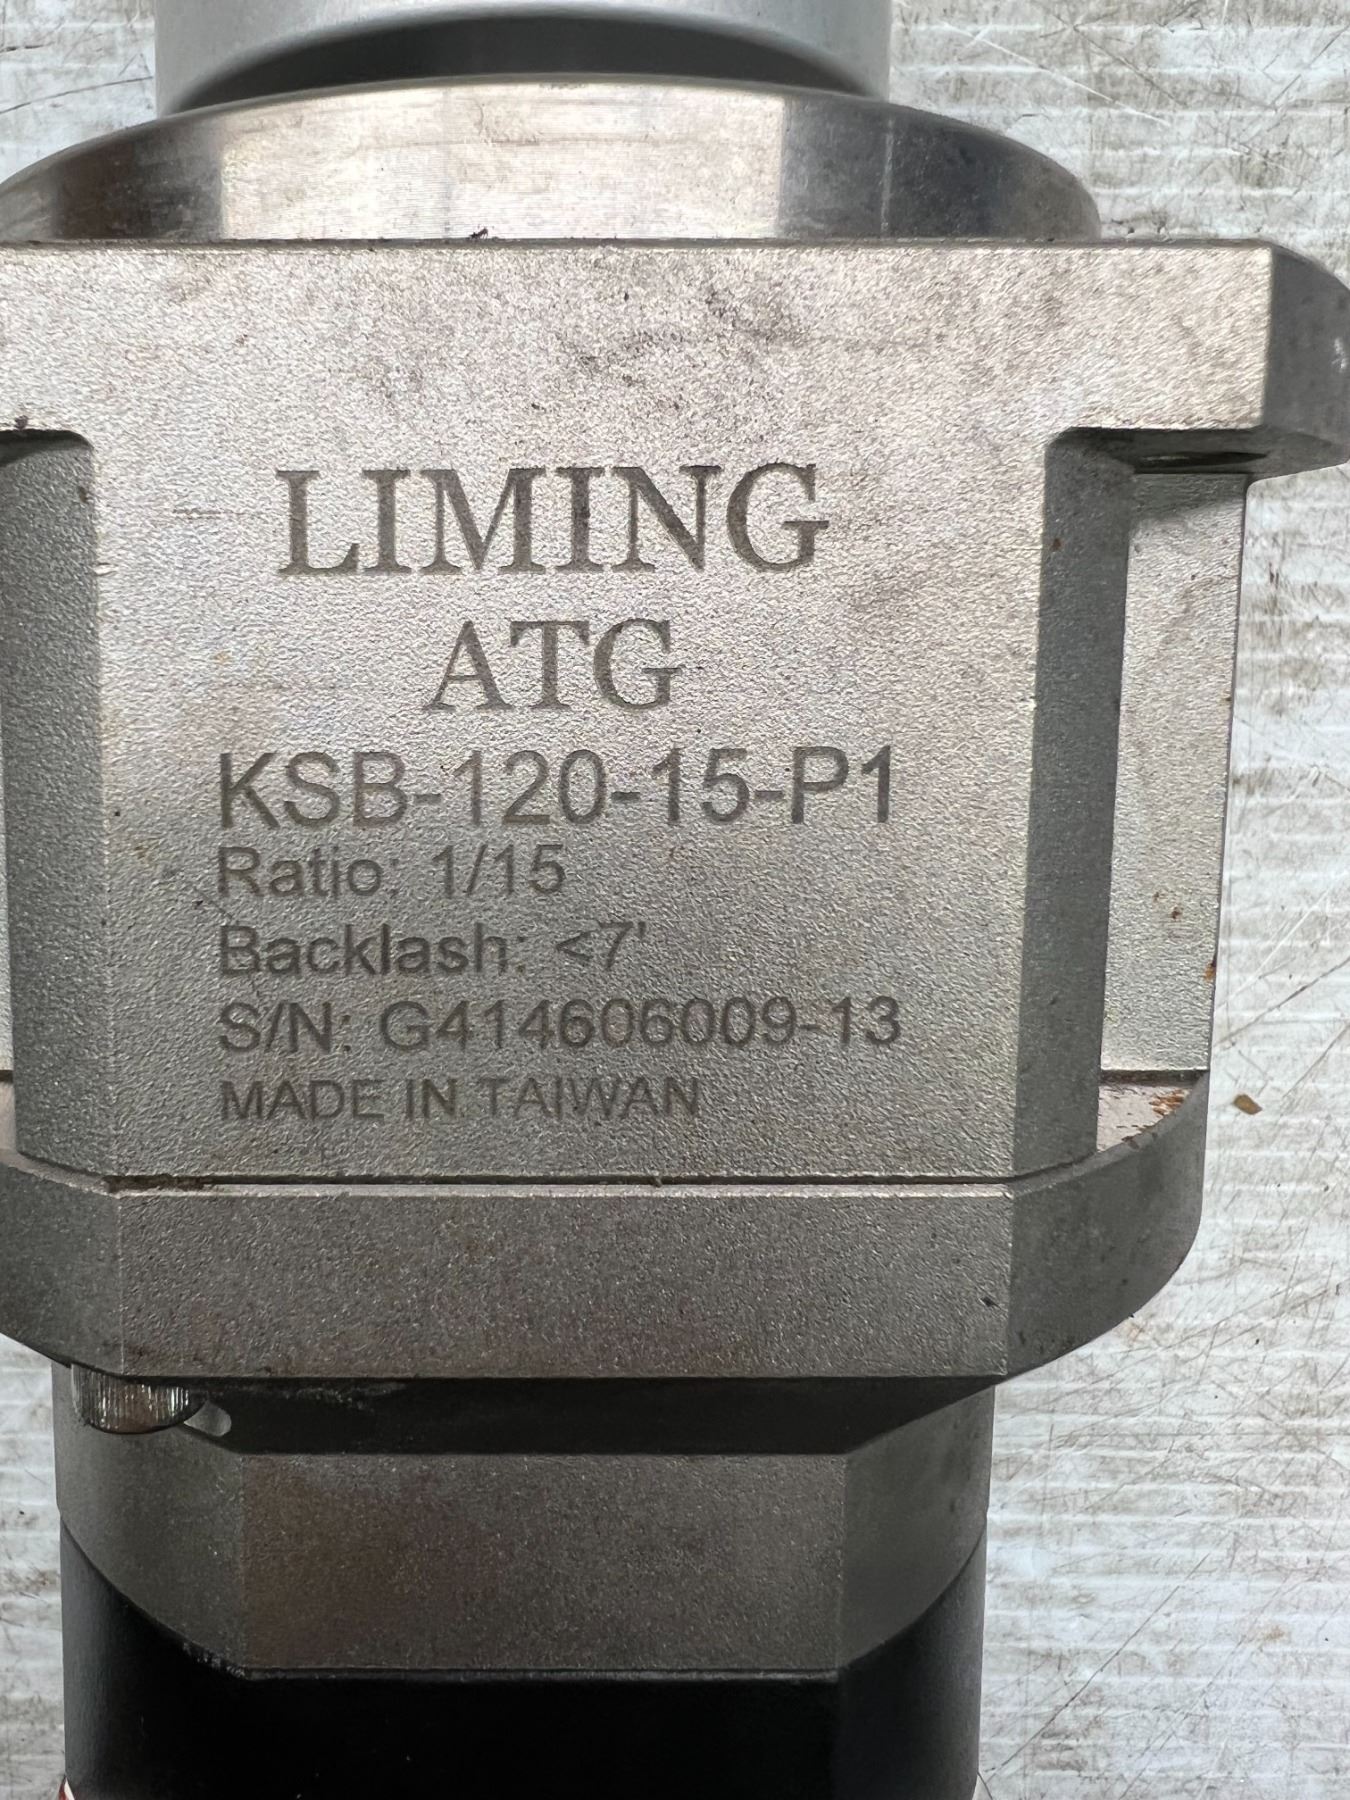 LIMING
ATG
KSB-120-15-P1
Ratio: 1/15
Backlash: <7'
S/N: G414606009-13
MADE IN TAIWAN